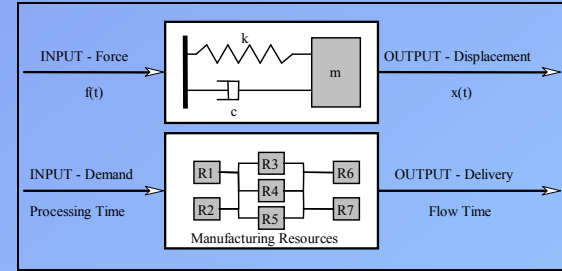 INPUT - Force
f(t)
k
m
c
OUTPUT - Displacement
x(t)
INPUT - Demand
Processing Time
R1
R2
R3
R4
R5
R6
R7
Manufacturing Resources
OUTPUT - Delivery
Flow Time